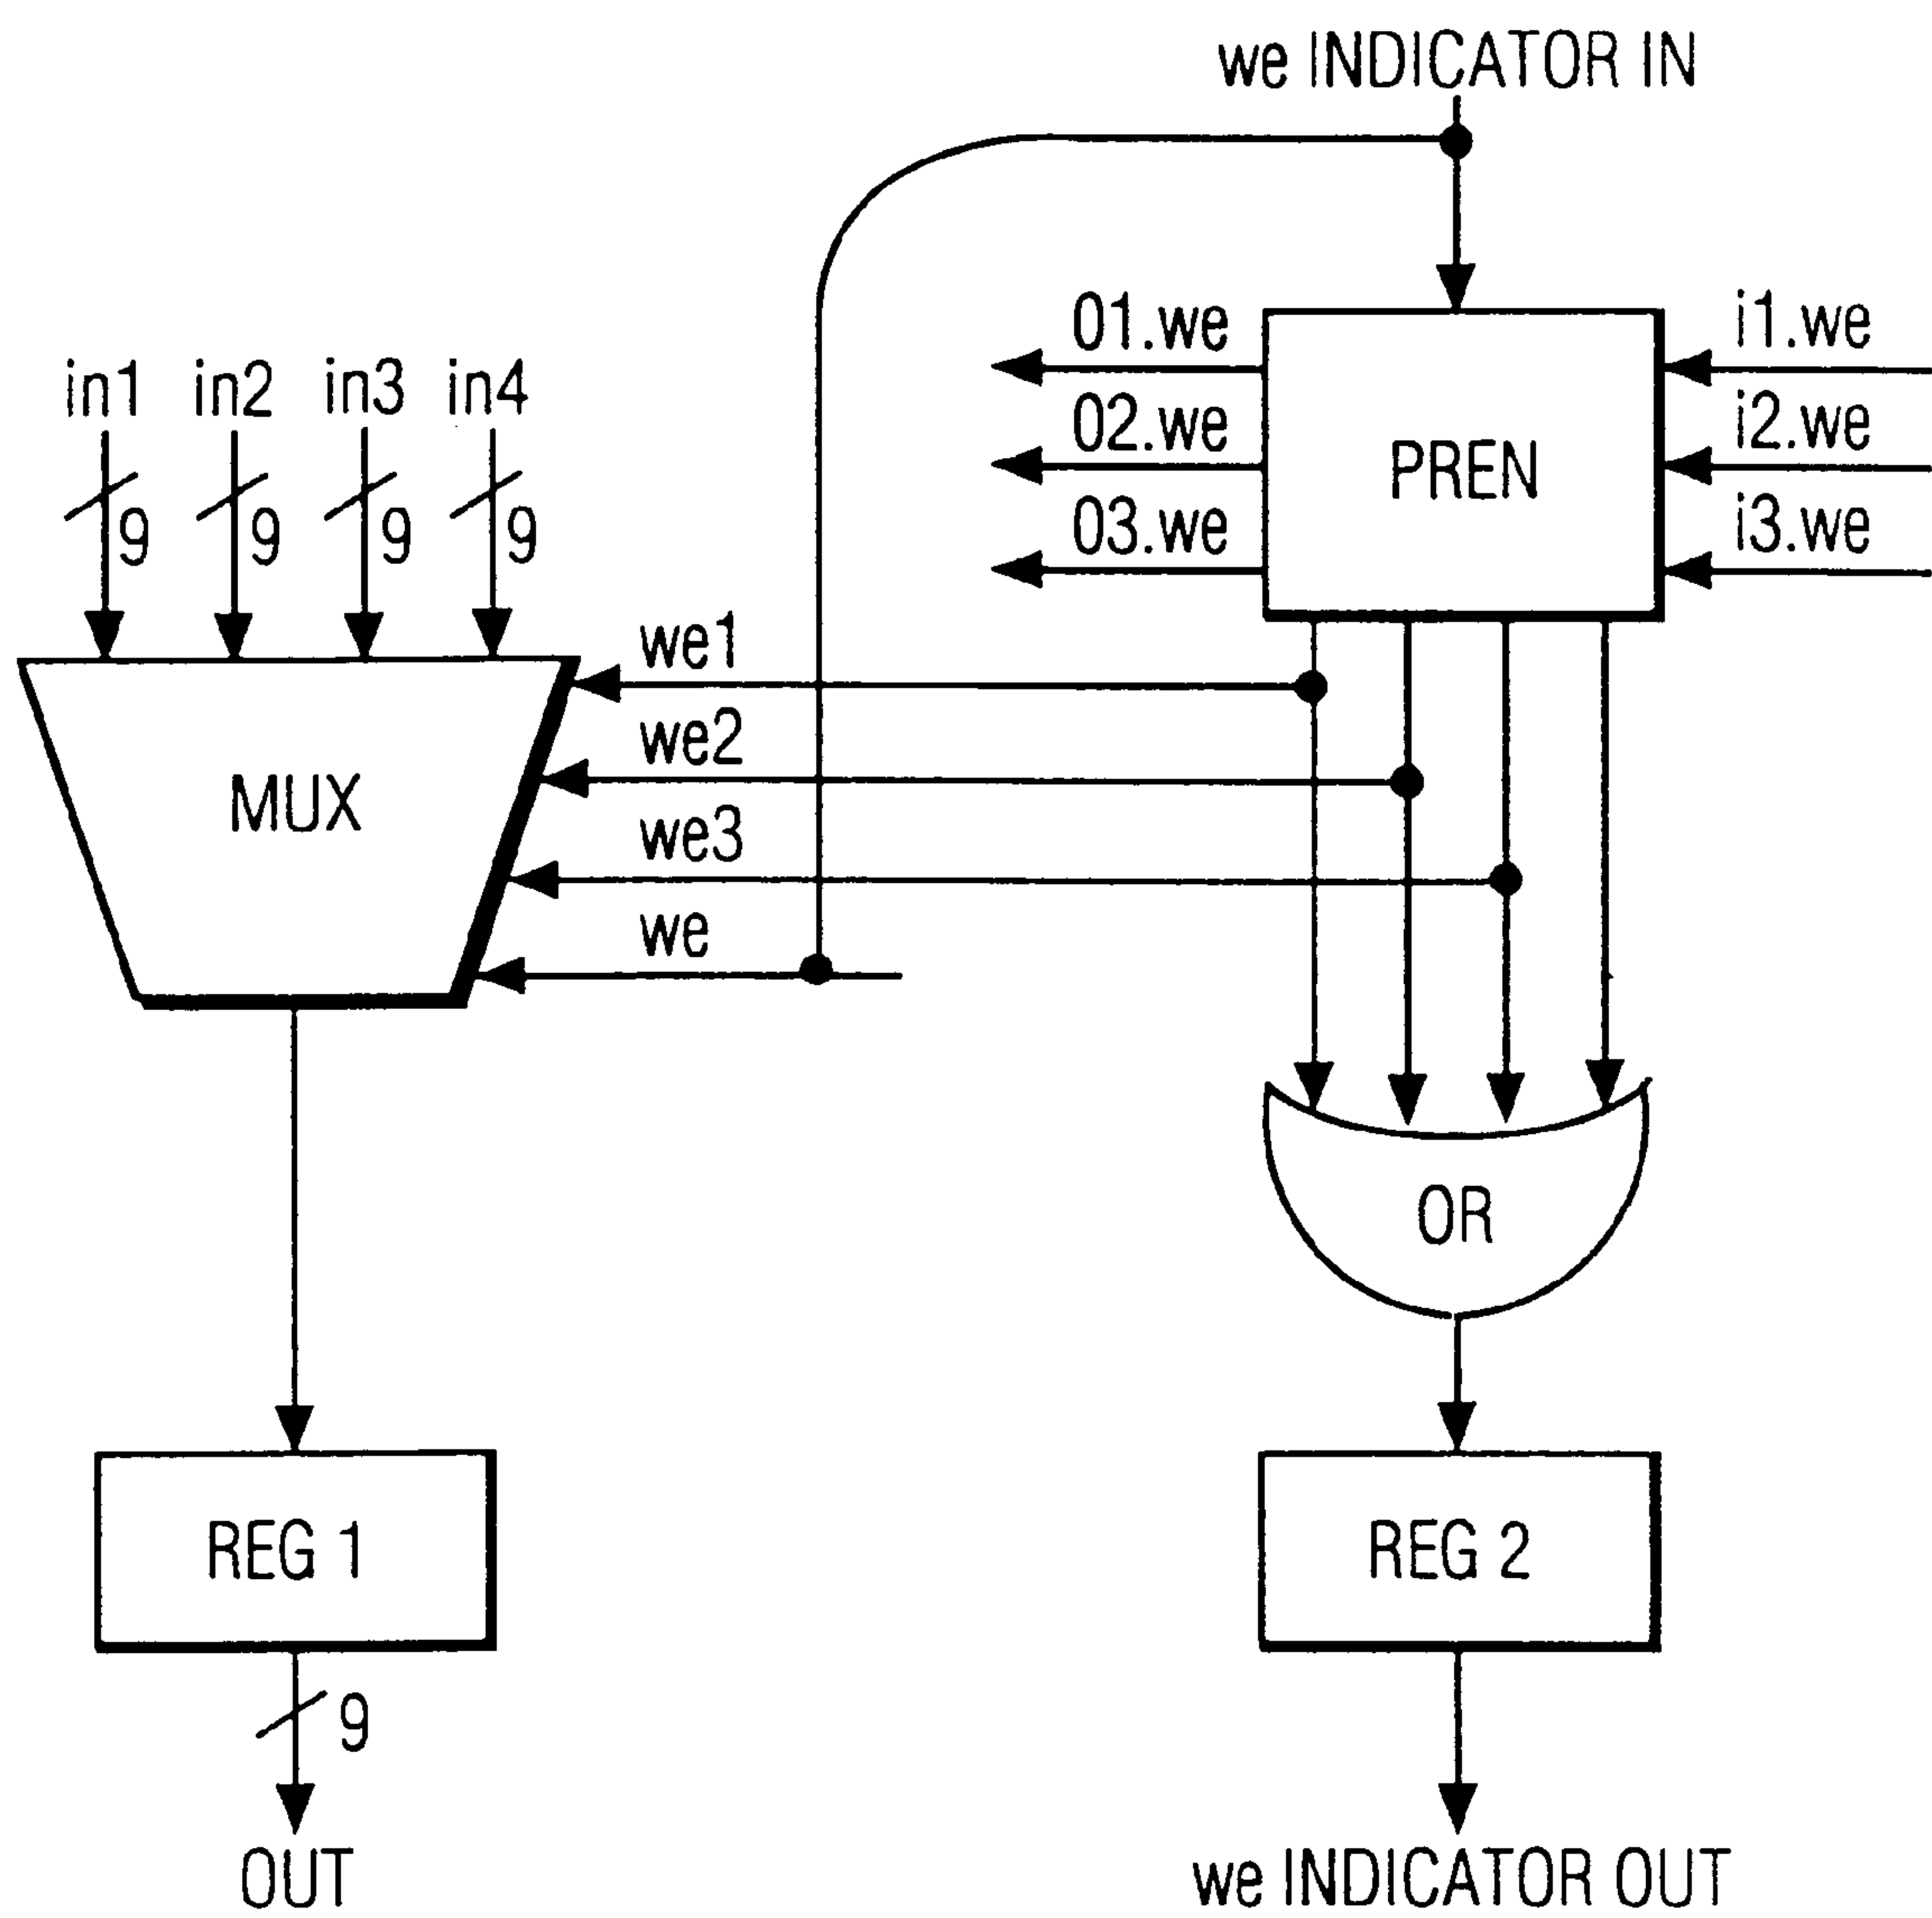 we INDICATOR IN
01.we
i1.we
02.we
i2.we
03.we
i3.we
PREN
in1 in2 in3 in4
9 9 9 9
we1
we2
we3
we
MUX
OR
REG 1
REG 2
9
OUT
we INDICATOR OUT